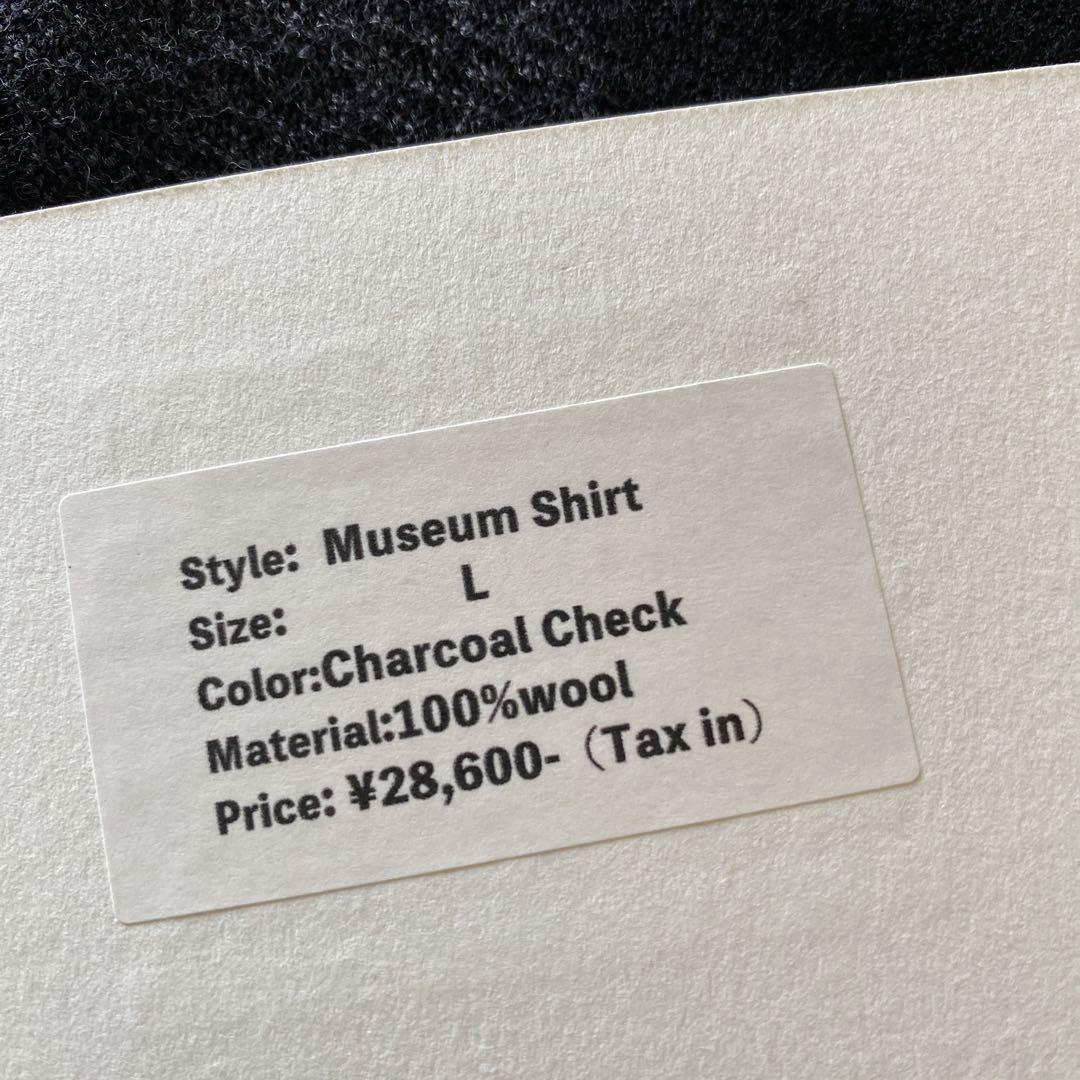 Style: Museum Shirt
Size: L
Color:Charcoal Check
Material:100%wool
Price: ¥28,600-（Tax in）